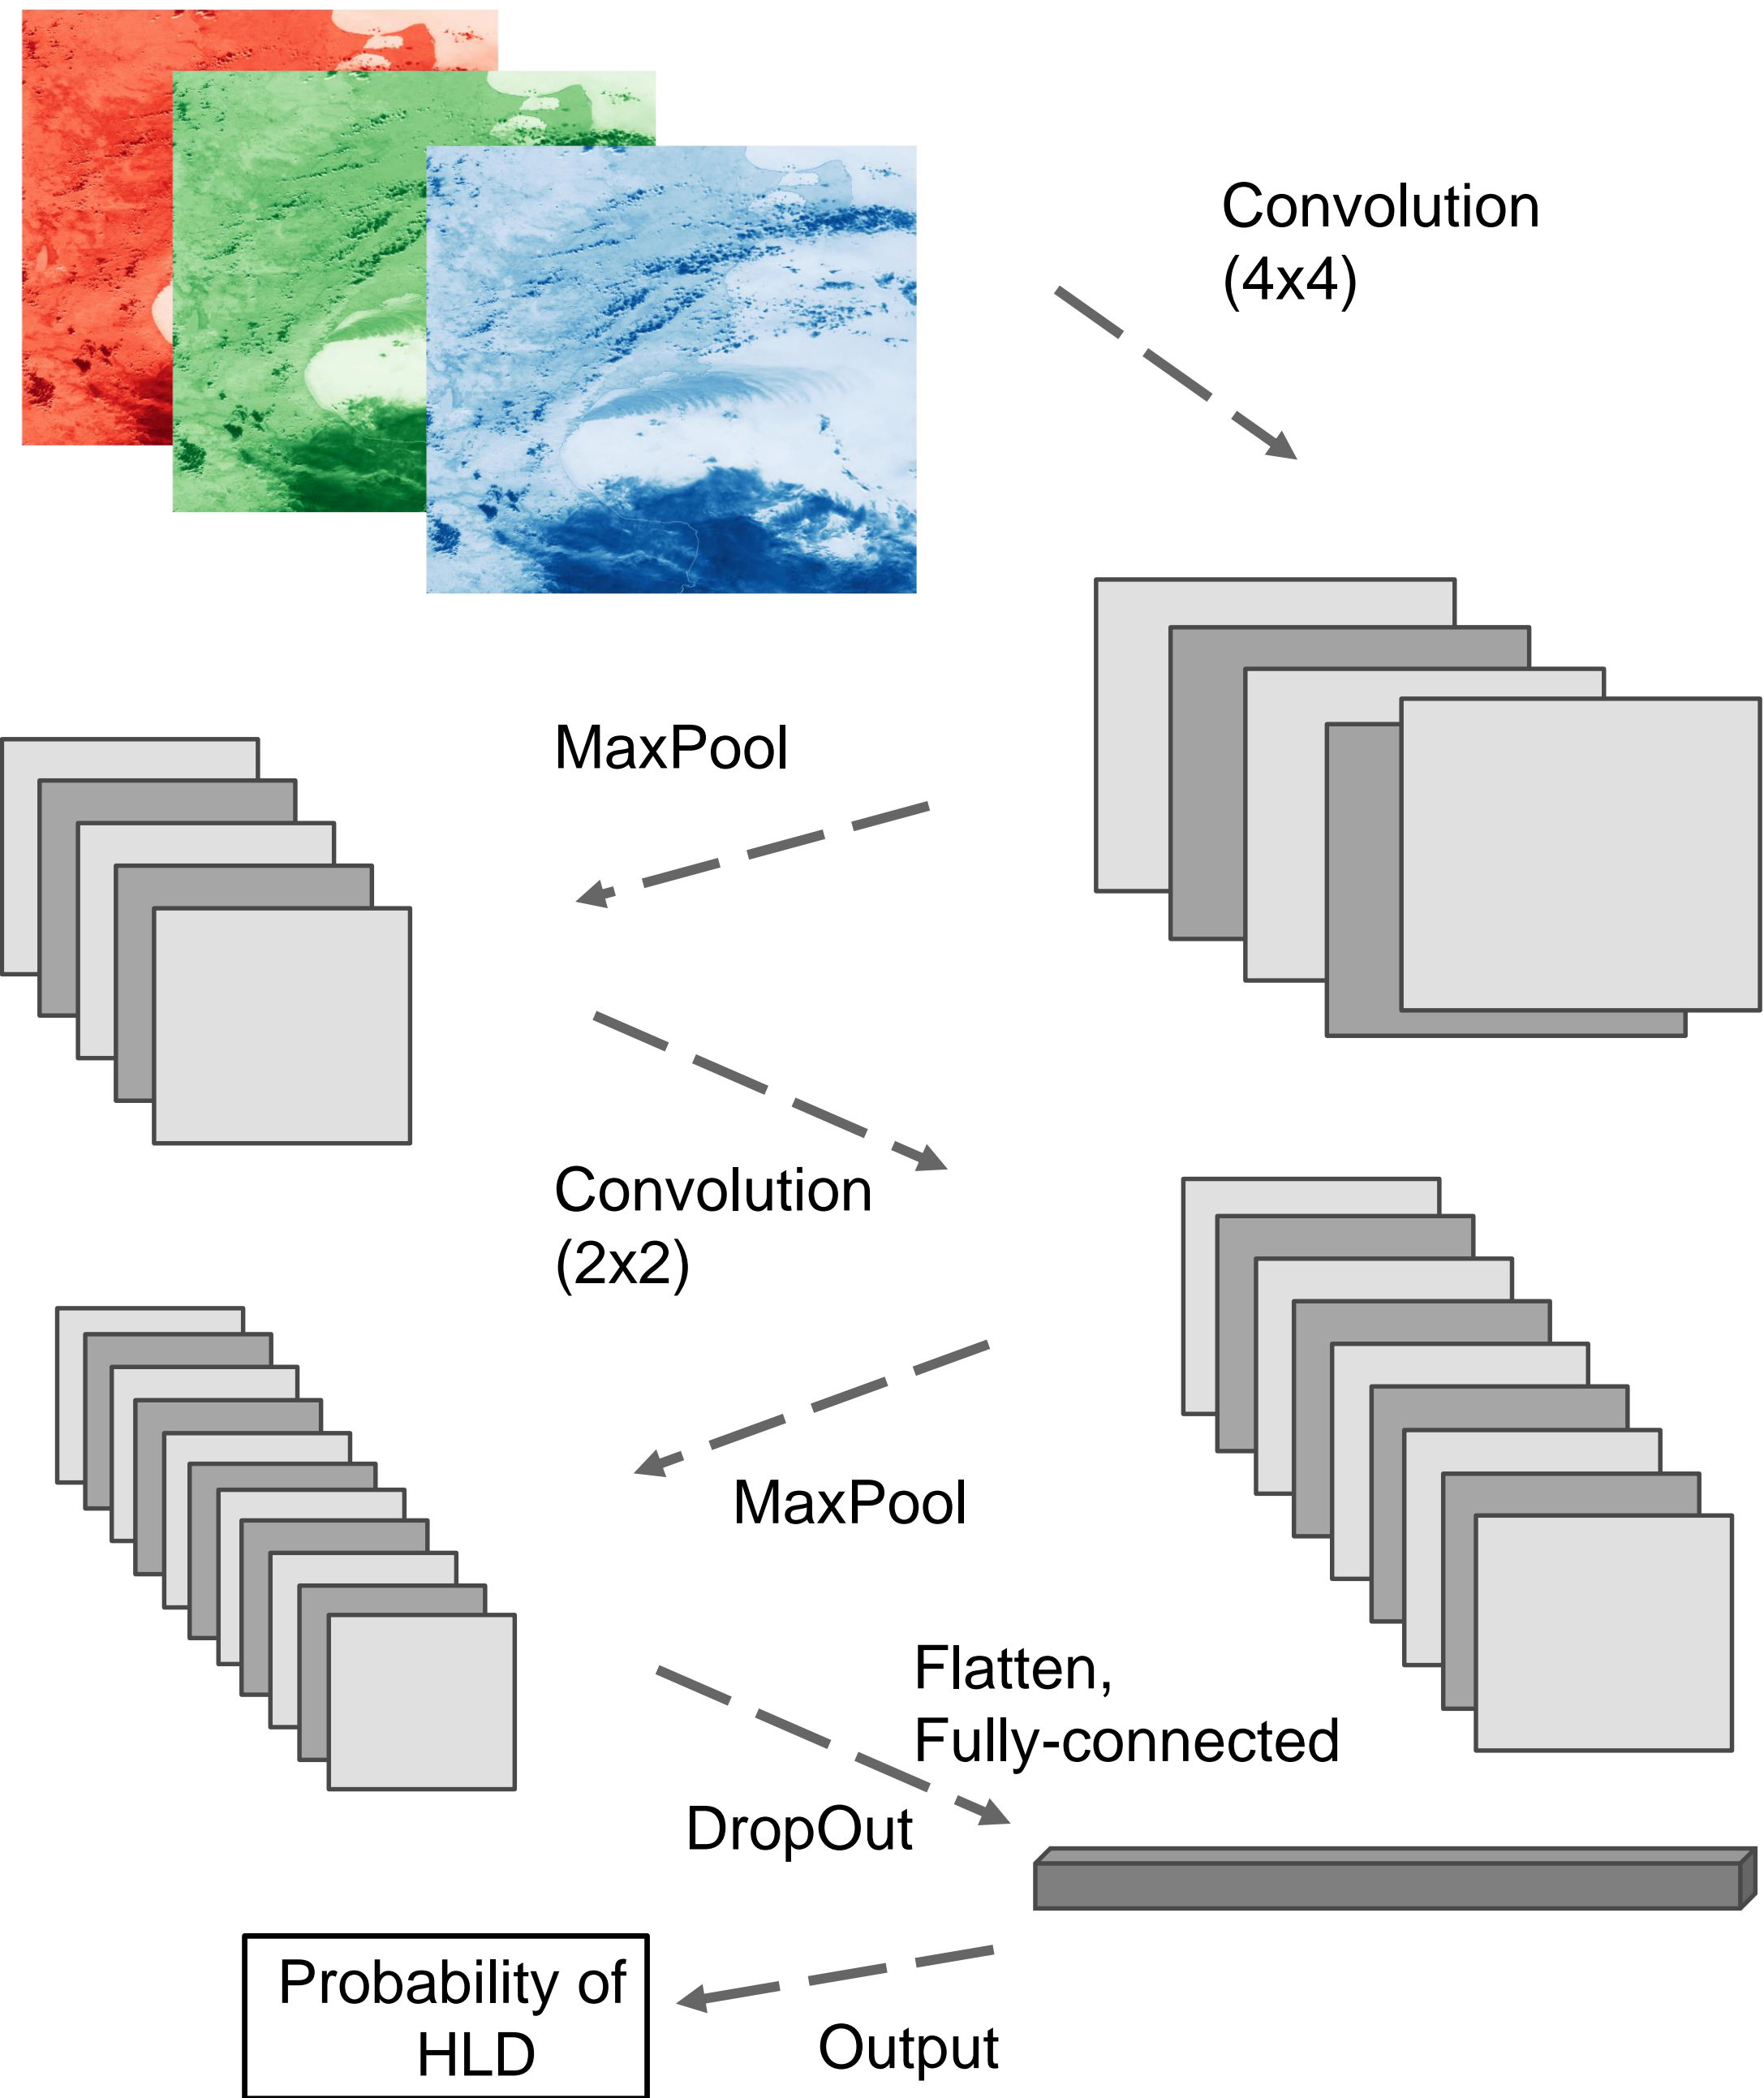 Convolution
(4x4)
MaxPool
Convolution
(2x2)
MaxPool
Flatten,
Fully-connected
DropOut
Probability of
HLD
Output